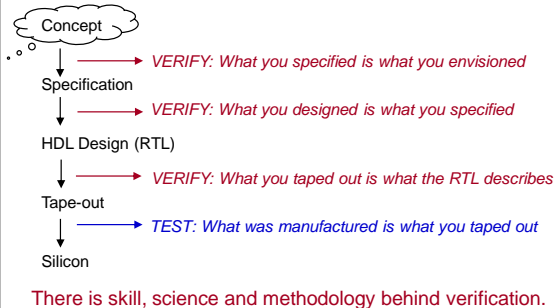 Concept
VERIFY: What you specified is what you envisioned
Specification
VERIFY: What you designed is what you specified
HDL Design (RTL)
VERIFY: What you taped out is what the RTL describes
Tape-out
TEST: What was manufactured is what you taped out
Silicon
There is skill, science and methodology behind verification.